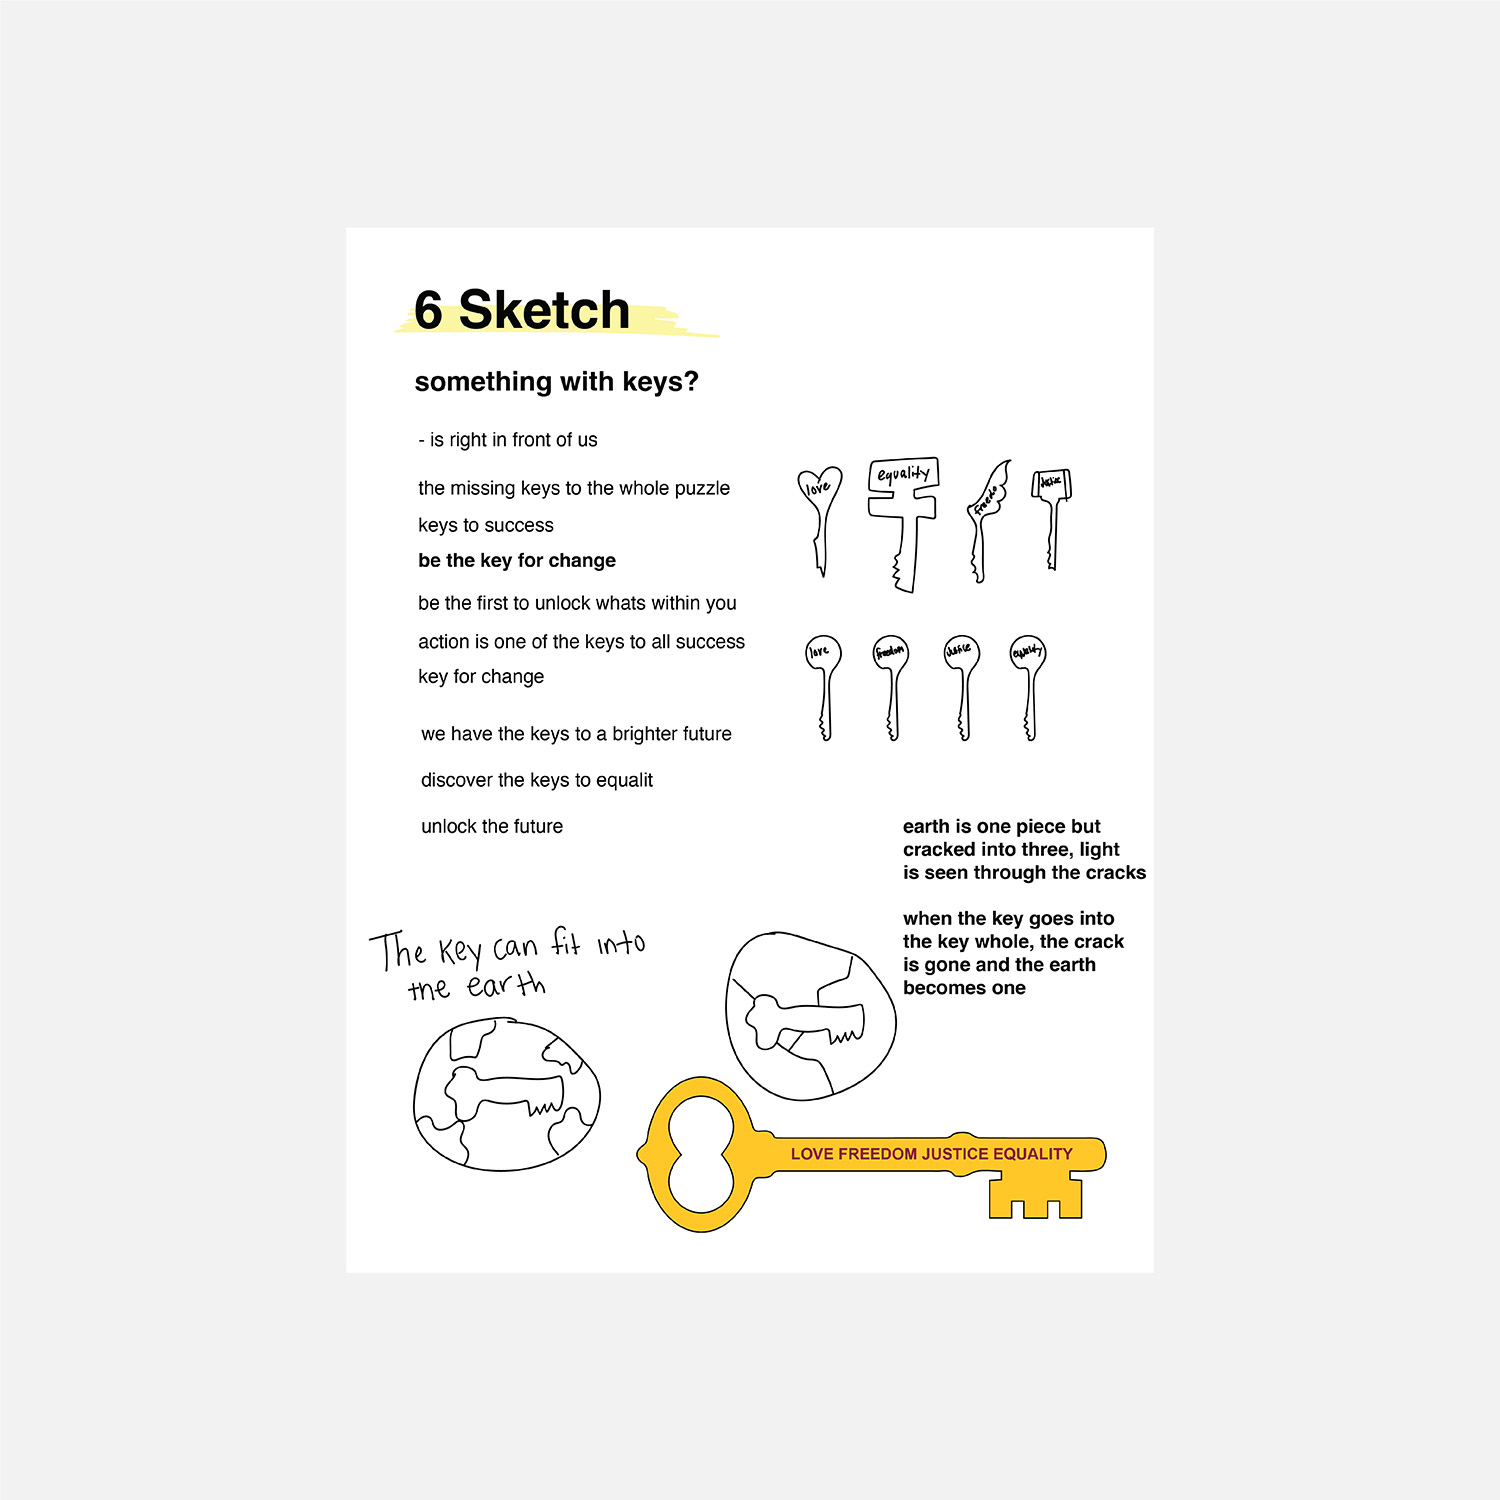 6 Sketch
something with keys?
- is right in front of us
the missing keys to the whole puzzle
keys to success
be the key for change
be the first to unlock whats within you
action is one of the keys to all success
key for change
we have the keys to a brighter future
discover the keys to equalit
unlock the future
love
equality
freedo
Justice
love
freedom
Justice
equality
earth is one piece but
cracked into three, light
is seen through the cracks
when the key goes into
the key whole, the crack
is gone and the earth
becomes one
The key can fit into
the earth
LOVE FREEDOM JUSTICE EQUALITY